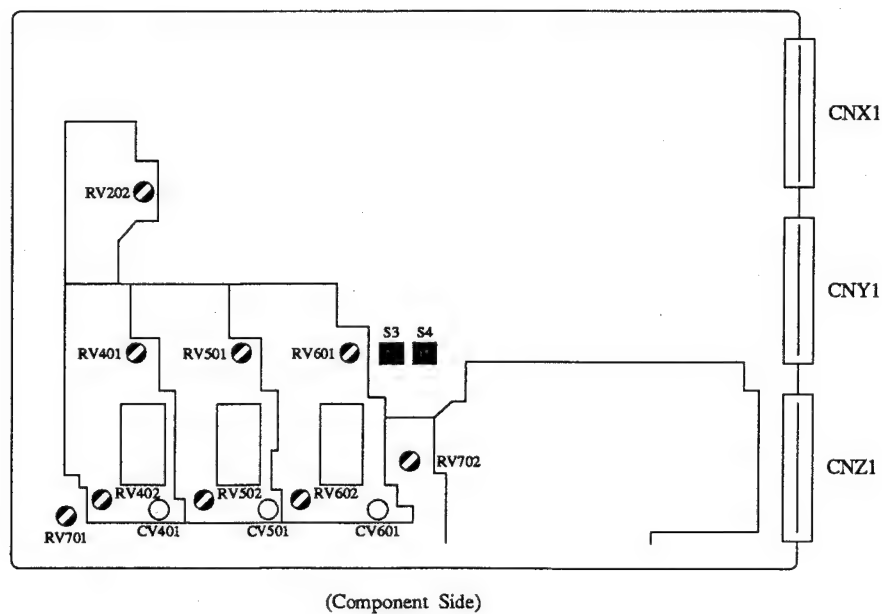 CNX1
RV202
CNY1
S3 S4
RV401
RV501
RV601
RV702
CNZ1
RV402
RV502
RV602
RV701
CV401
CV501
CV601
(Component Side)